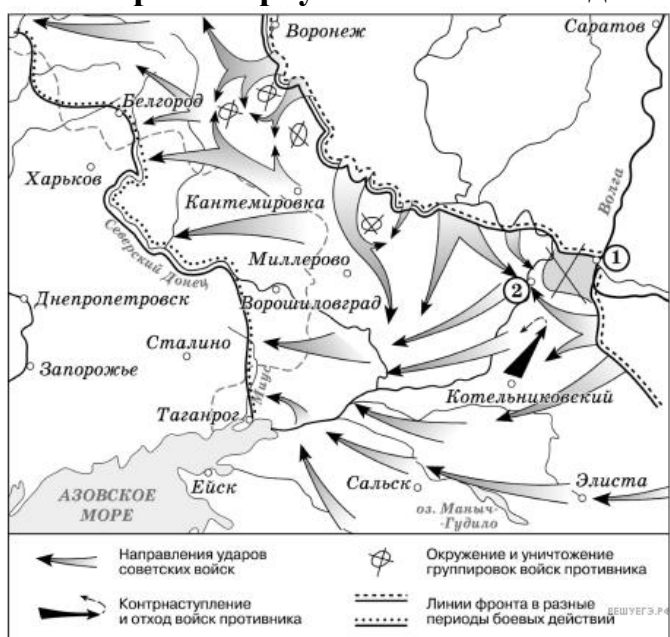 Воронеж
Саратов
Белгород
Волга
Харьков
Кантемировка
Северский Донец
1
Миллерово
2
Днепропетровск
Ворошиловград
Сталино
Запорожье
Миус
Котельниковский
Таганрог
АЗОВСКОЕ
МОРЕ
Ейск
Сальск
Элиста
оз. Маныч-
-Гудило
Направления ударов
советских войск
Окружение и уничтожение
группировок войск противника
Контрнаступление
и отход войск противника
Линии фронта в разные
периоды боевых действий
РЕШУЕГЭ.РФ